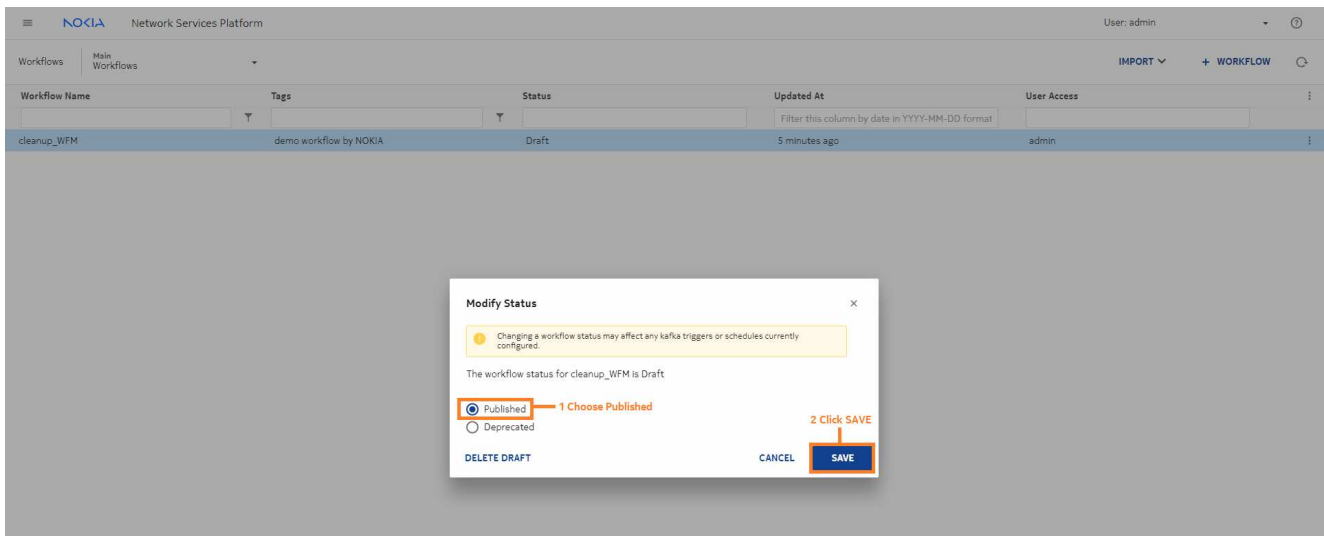 NOKIA Network Services Platform User: admin
Workflows Main Workflows IMPORT + WORKFLOW
Workflow Name Tags Status Updated At User Access
Filter this column by date in YYYY-MM-DD format
cleanup_WFM demo workflow by NOKIA Draft 5 minutes ago admin
Modify Status
Changing a workflow status may affect any kafka triggers or schedules currently
configured.
The workflow status for cleanup_WFM is Draft
Published 1 Choose Published
2 Click SAVE
Deprecated
DELETE DRAFT CANCEL SAVE